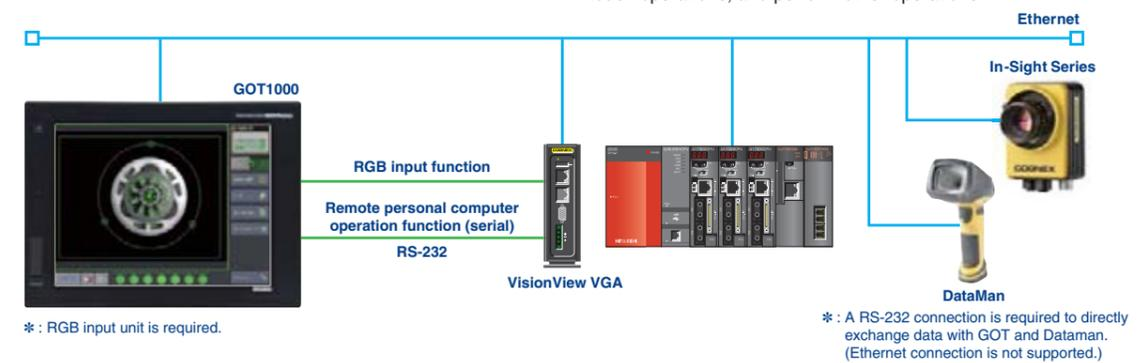 Ethernet
In-Sight Series
GOT1000
COGNEX
RGB input function
Remote personal computer
operation function (serial)
RS-232
VisionView VGA
DataMan
✽ : RGB input unit is required.
✽ : A RS-232 connection is required to directly
exchange data with GOT and Dataman.
(Ethernet connection is not supported.)